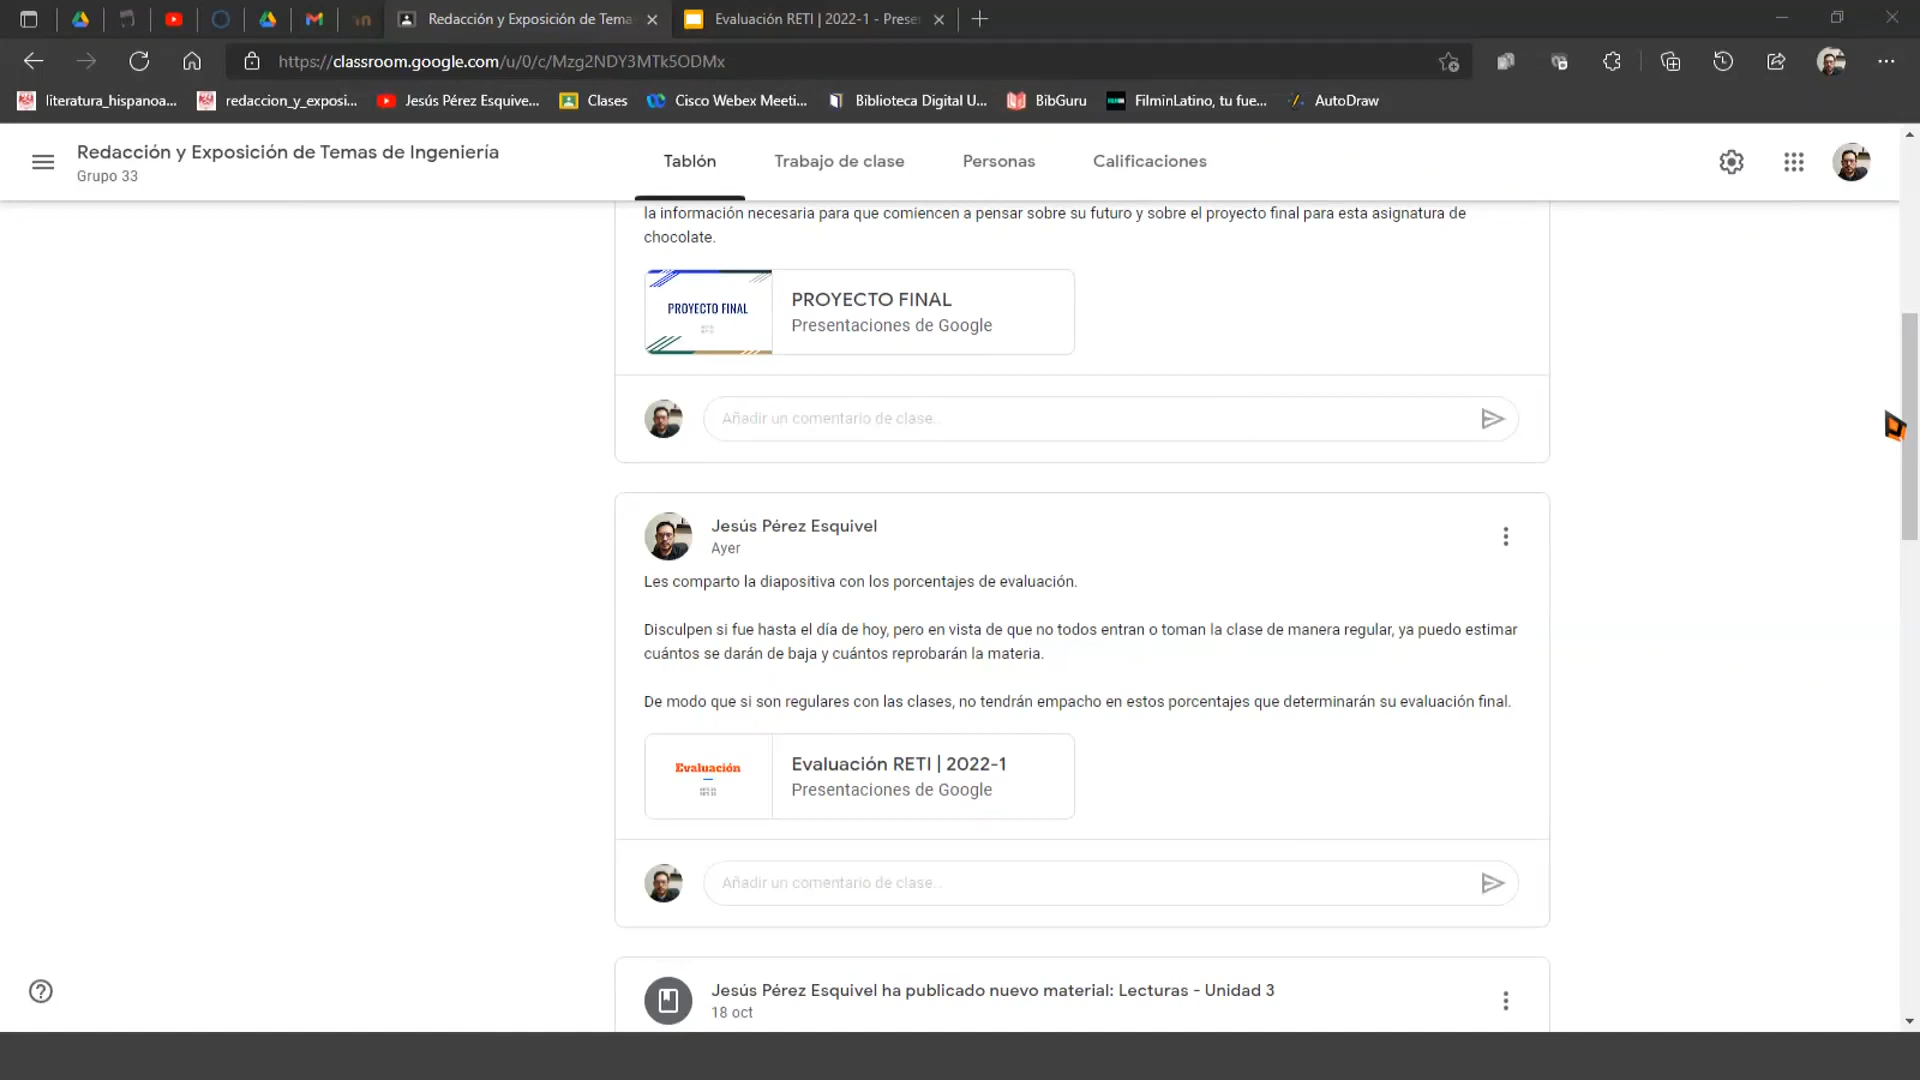 Redacción y Exposición de Tema
Evaluación RETI | 2022-1 - Prese
https://classroom.google.com/u/0/c/Mzg2NDY3MTk5ODMx
literatura_hispanoa...
redaccion_y_exposi...
Jesús Pérez Esquive...
Clases
Cisco Webex Meeti...
Biblioteca Digital U...
BibGuru
FilminLatino, tu fue...
AutoDraw
Redacción y Exposición de Temas de Ingeniería
Grupo 33
Tablón
Trabajo de clase
Personas
Calificaciones
la información necesaria para que comiencen a pensar sobre su futuro y sobre el proyecto final para esta asignatura de
chocolate.
PROYECTO FINAL
PROYECTO FINAL
Presentaciones de Google
Añadir un comentario de clase..
Jesús Pérez Esquivel
Ayer
Les comparto la diapositiva con los porcentajes de evaluación.
Disculpen si fue hasta el día de hoy, pero en vista de que no todos entran o toman la clase de manera regular, ya puedo estimar
cuántos se darán de baja y cuántos reprobarán la materia.
De modo que si son regulares con las clases, no tendrán empacho en estos porcentajes que determinarán su evaluación final.
Evaluación
Evaluación RETI | 2022-1
Presentaciones de Google
Añadir un comentario de clase..
Jesús Pérez Esquivel ha publicado nuevo material: Lecturas - Unidad 3
18 oct